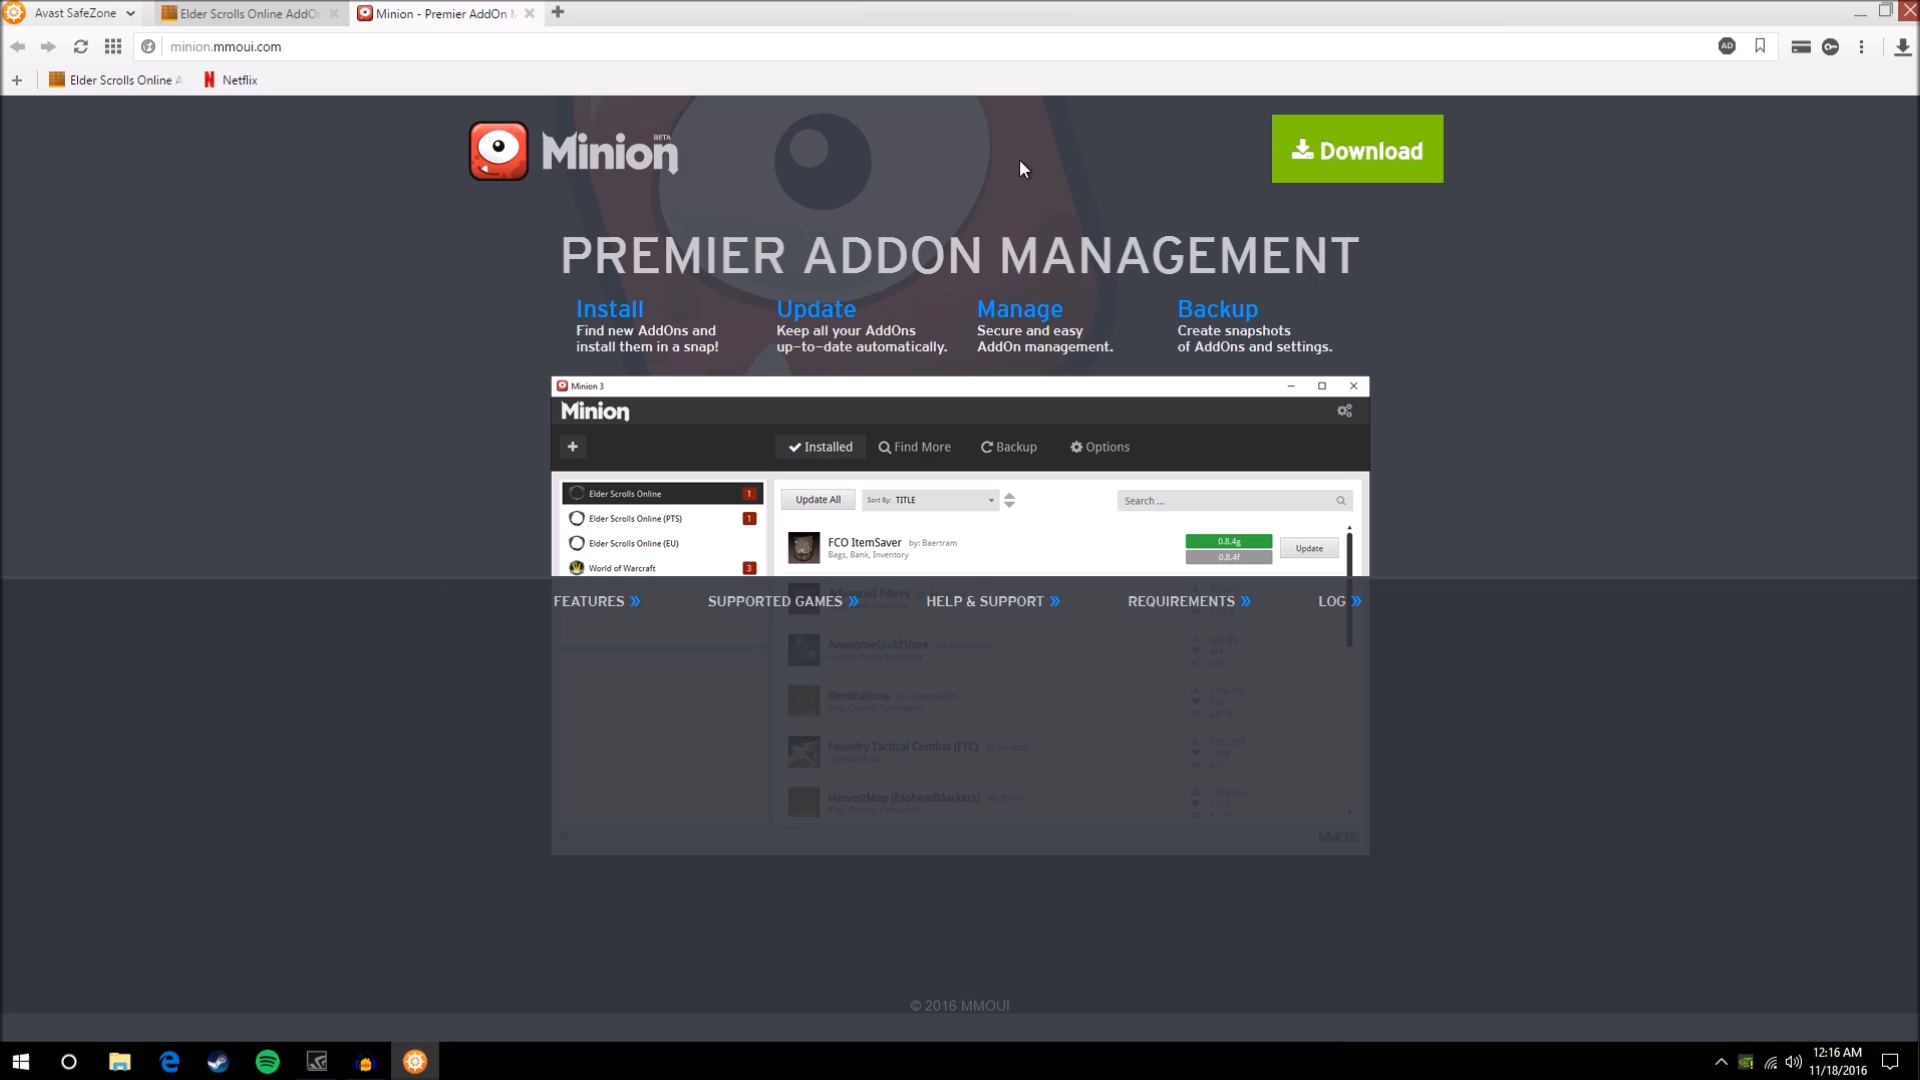 Avast SafeZone
Elder Scrolls Online AddO
Minion - Premier AddOn M
minion.mmoui.com
AD
Elder Scrolls Online A
Netflix
Minion
BETA
Download
PREMIER ADDON MANAGEMENT
Install
Find new AddOns and
install them in a snap!
Update
Keep all your AddOns
up-to-date automatically.
Manage
Secure and easy
AddOn management.
Backup
Create snapshots
of AddOns and settings.
Minion 3
Minion
Installed
Find More
Backup
Options
Elder Scrolls Online 1
Elder Scrolls Online (PTS) 1
Elder Scrolls Online (EU)
World of Warcraft 3
Update All
Sort By: TITLE
Search ...
FCO ItemSaver by: Baertram
Bags, Bank, Inventory
0.8.4g
0.8.4f
Update
Advanced Filters
FEATURES »
SUPPORTED GAMES »
HELP & SUPPORT »
REQUIREMENTS »
LOG »
AwesomeGuildStore
Destinations
Foundry Tactical Combat (FTC)
HarvestMap (EsoheadMarkers)
MMOUI
© 2016 MMOUI
12:16 AM
11/18/2016